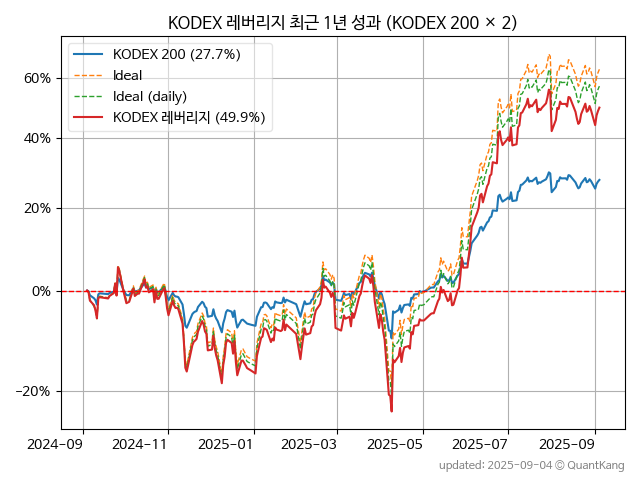 KODEX 레버리지 최근 1년 성과 (KODEX 200 × 2)
KODEX 200 (27.7%)
Ideal
Ideal (daily)
KODEX 레버리지 (49.9%)
60%
40%
20%
0%
−20%
2024-09 2024-11 2025-01 2025-03 2025-05 2025-07 2025-09
updated: 2025-09-04 © QuantKang